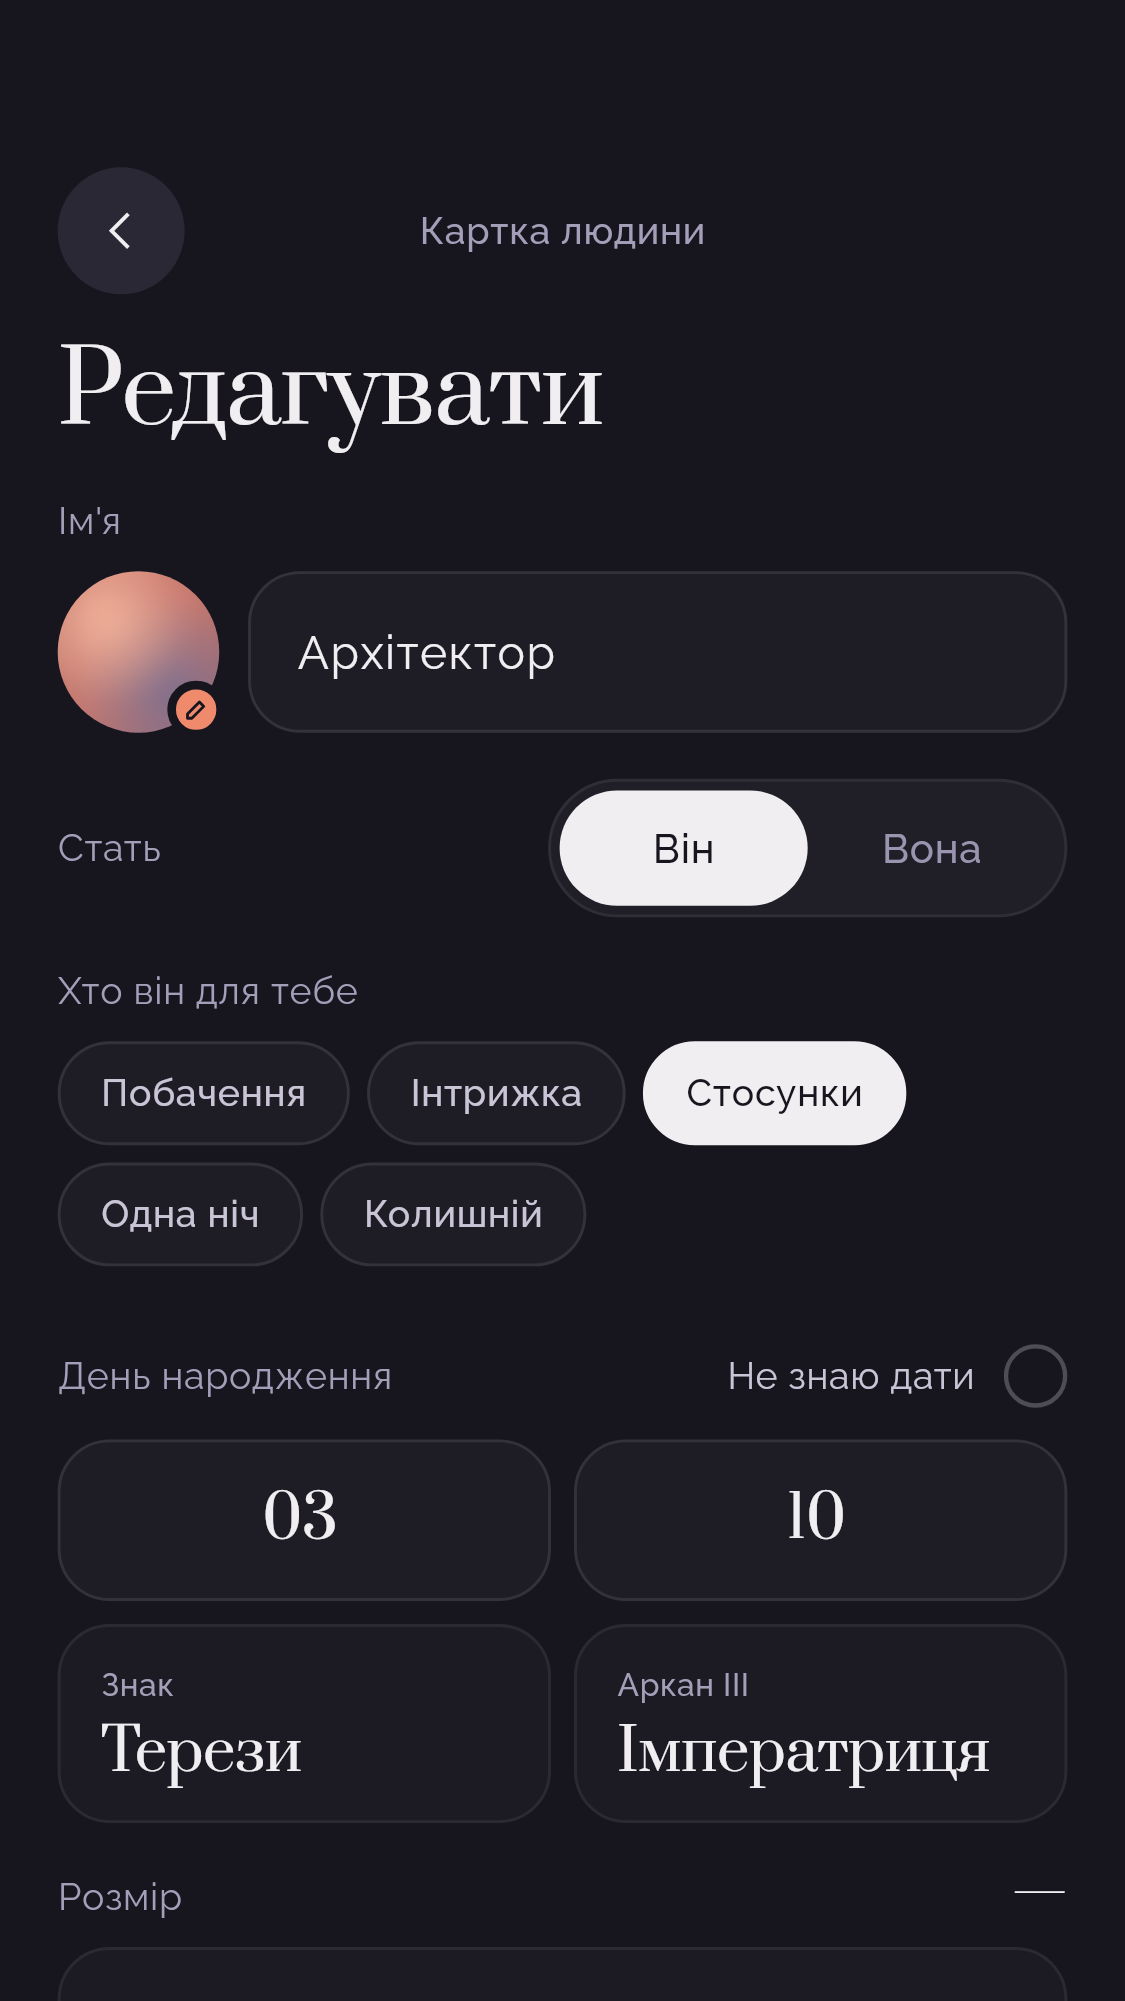 Картка людини
Редагувати
Ім'я
Архітектор
Стать
Він
Вона
Хто він для тебе
Побачення
Інтрижка
Стосунки
Одна ніч
Колишній
День народження
Не знаю дати
03
10
Знак
Терези
Аркан III
Імператриця
Розмір
—